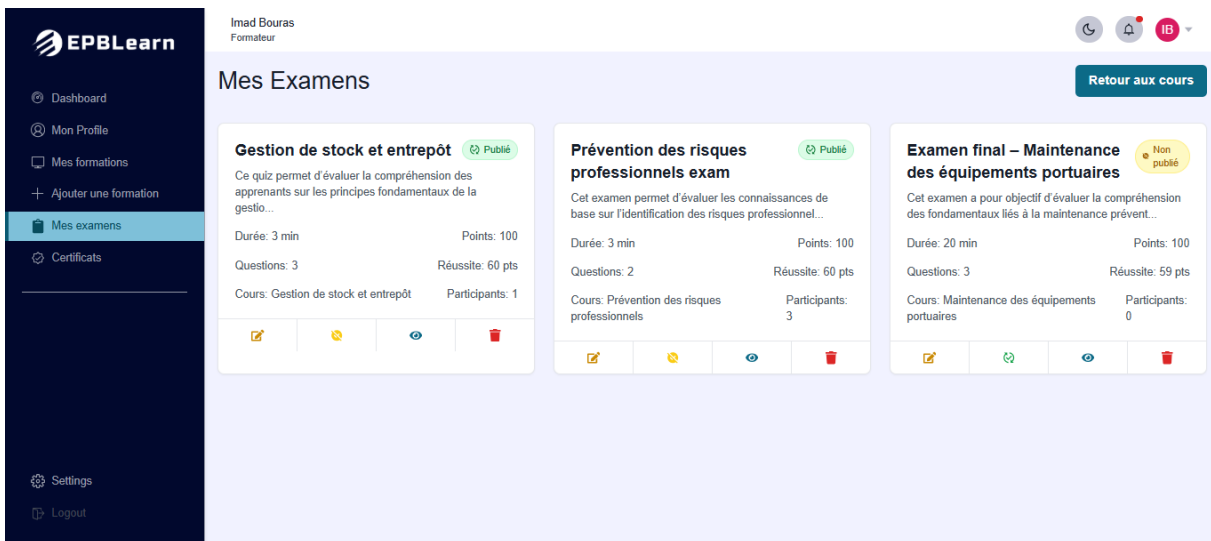 EPBLearn
Dashboard
Mon Profile
Mes formations
Ajouter une formation
Mes examens
Certificats
Settings
Logout
Imad Bouras
Formateur
IB
Mes Examens
Retour aux cours
Gestion de stock et entrepôt
Publié
Ce quiz permet d'évaluer la compréhension des
apprenants sur les principes fondamentaux de la
gestio...
Durée: 3 min
Points: 100
Questions: 3
Réussite: 60 pts
Cours: Gestion de stock et entrepôt
Participants: 1
Prévention des risques
professionnels exam
Publié
Cet examen permet d'évaluer les connaissances de
base sur l'identification des risques professionnel...
Durée: 3 min
Points: 100
Questions: 2
Réussite: 60 pts
Cours: Prévention des risques
professionnels
Participants:
3
Examen final – Maintenance
des équipements portuaires
Non
publié
Cet examen a pour objectif d'évaluer la compréhension
des fondamentaux liés à la maintenance prévent...
Durée: 20 min
Points: 100
Questions: 3
Réussite: 59 pts
Cours: Maintenance des équipements
portuaires
Participants:
0